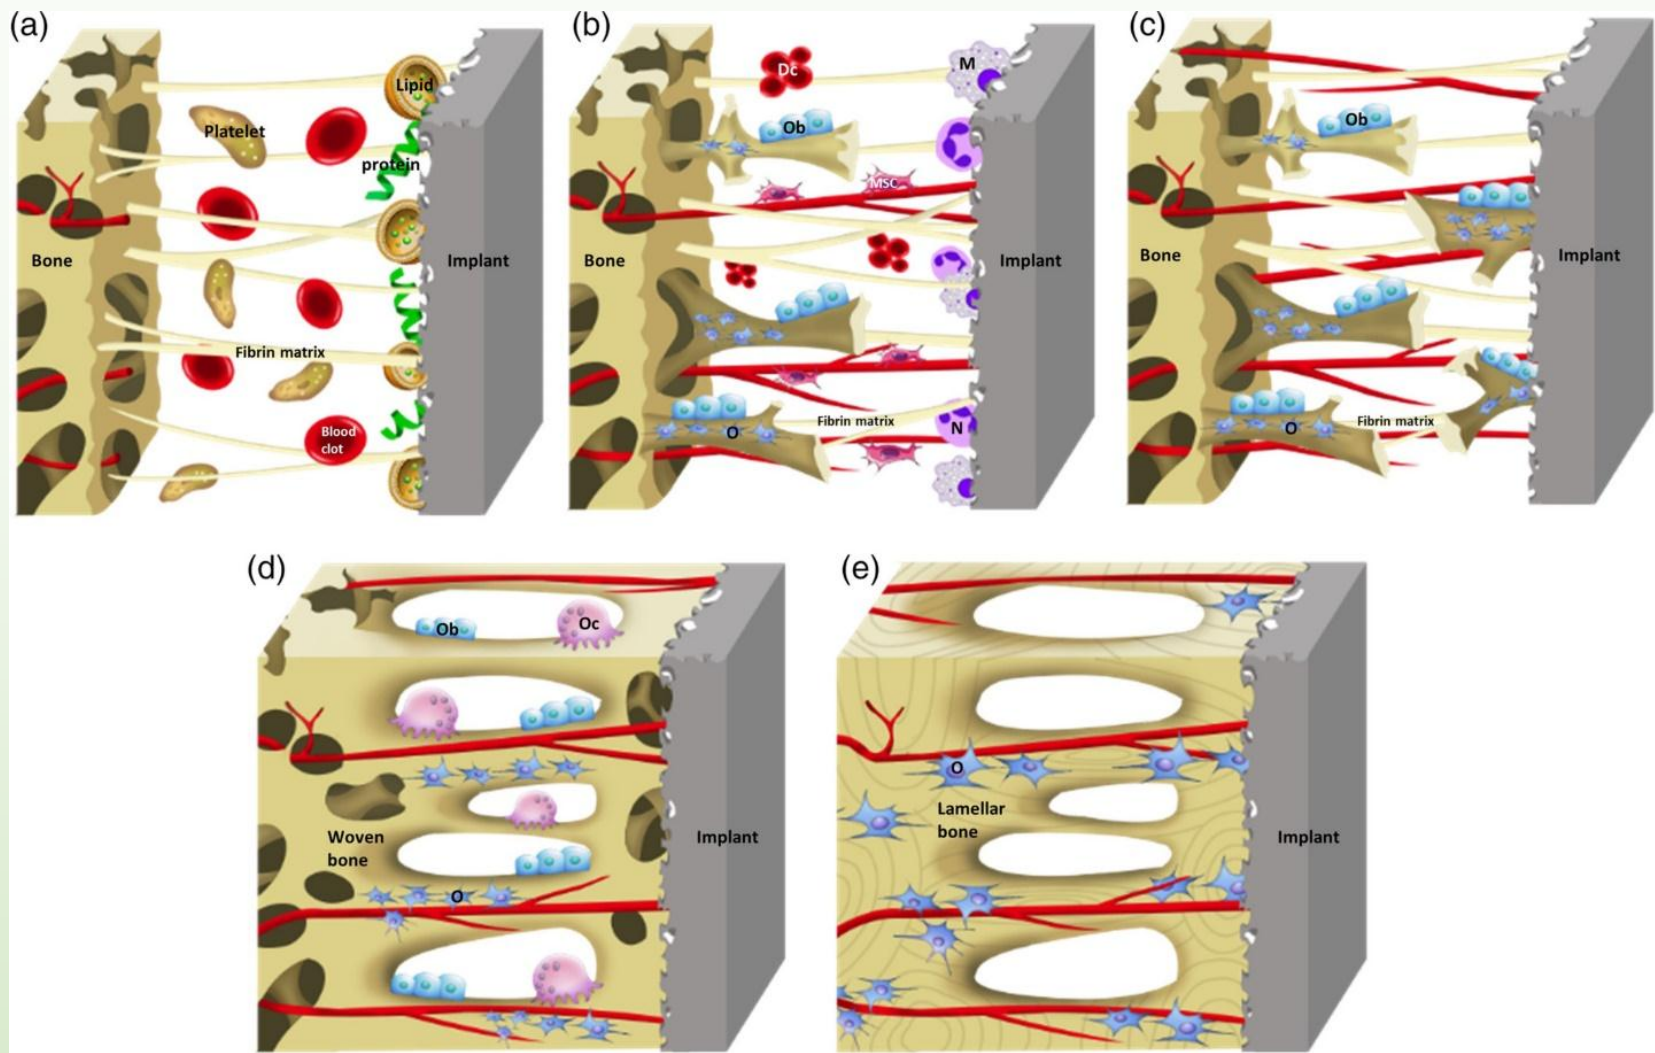 (a)
Lipid
Platelet
protein
Bone
Implant
Fibrin matrix
Blood
clot
(b)
Dc
M
Ob
MSC
Bone
Implant
Fibrin matrix
N
O
(c)
Ob
Bone
Implant
Fibrin matrix
O
(d)
Ob
Oc
Woven
bone
Implant
O
(e)
O
Lamellar
bone
Implant